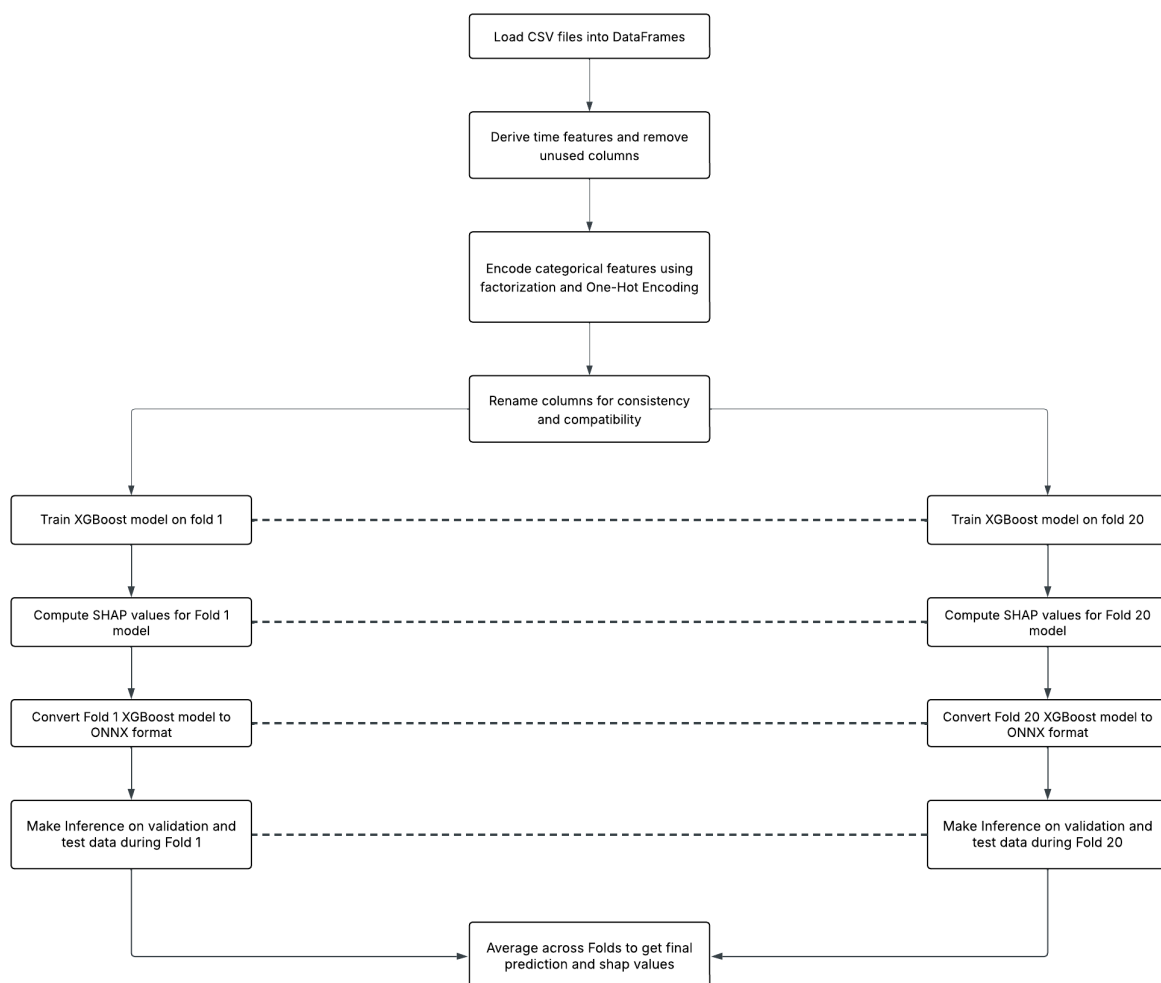 Load CSV files into DataFrames
Derive time features and remove
unused columns
Encode categorical features using
factorization and One-Hot Encoding
Rename columns for consistency
and compatibility
Train XGBoost model on fold 1
Train XGBoost model on fold 20
Compute SHAP values for Fold 1
model
Compute SHAP values for Fold 20
model
Convert Fold 1 XGBoost model to
ONNX format
Convert Fold 20 XGBoost model to
ONNX format
Make Inference on validation and
test data during Fold 1
Make Inference on validation and
test data during Fold 20
Average across Folds to get final
prediction and shap values